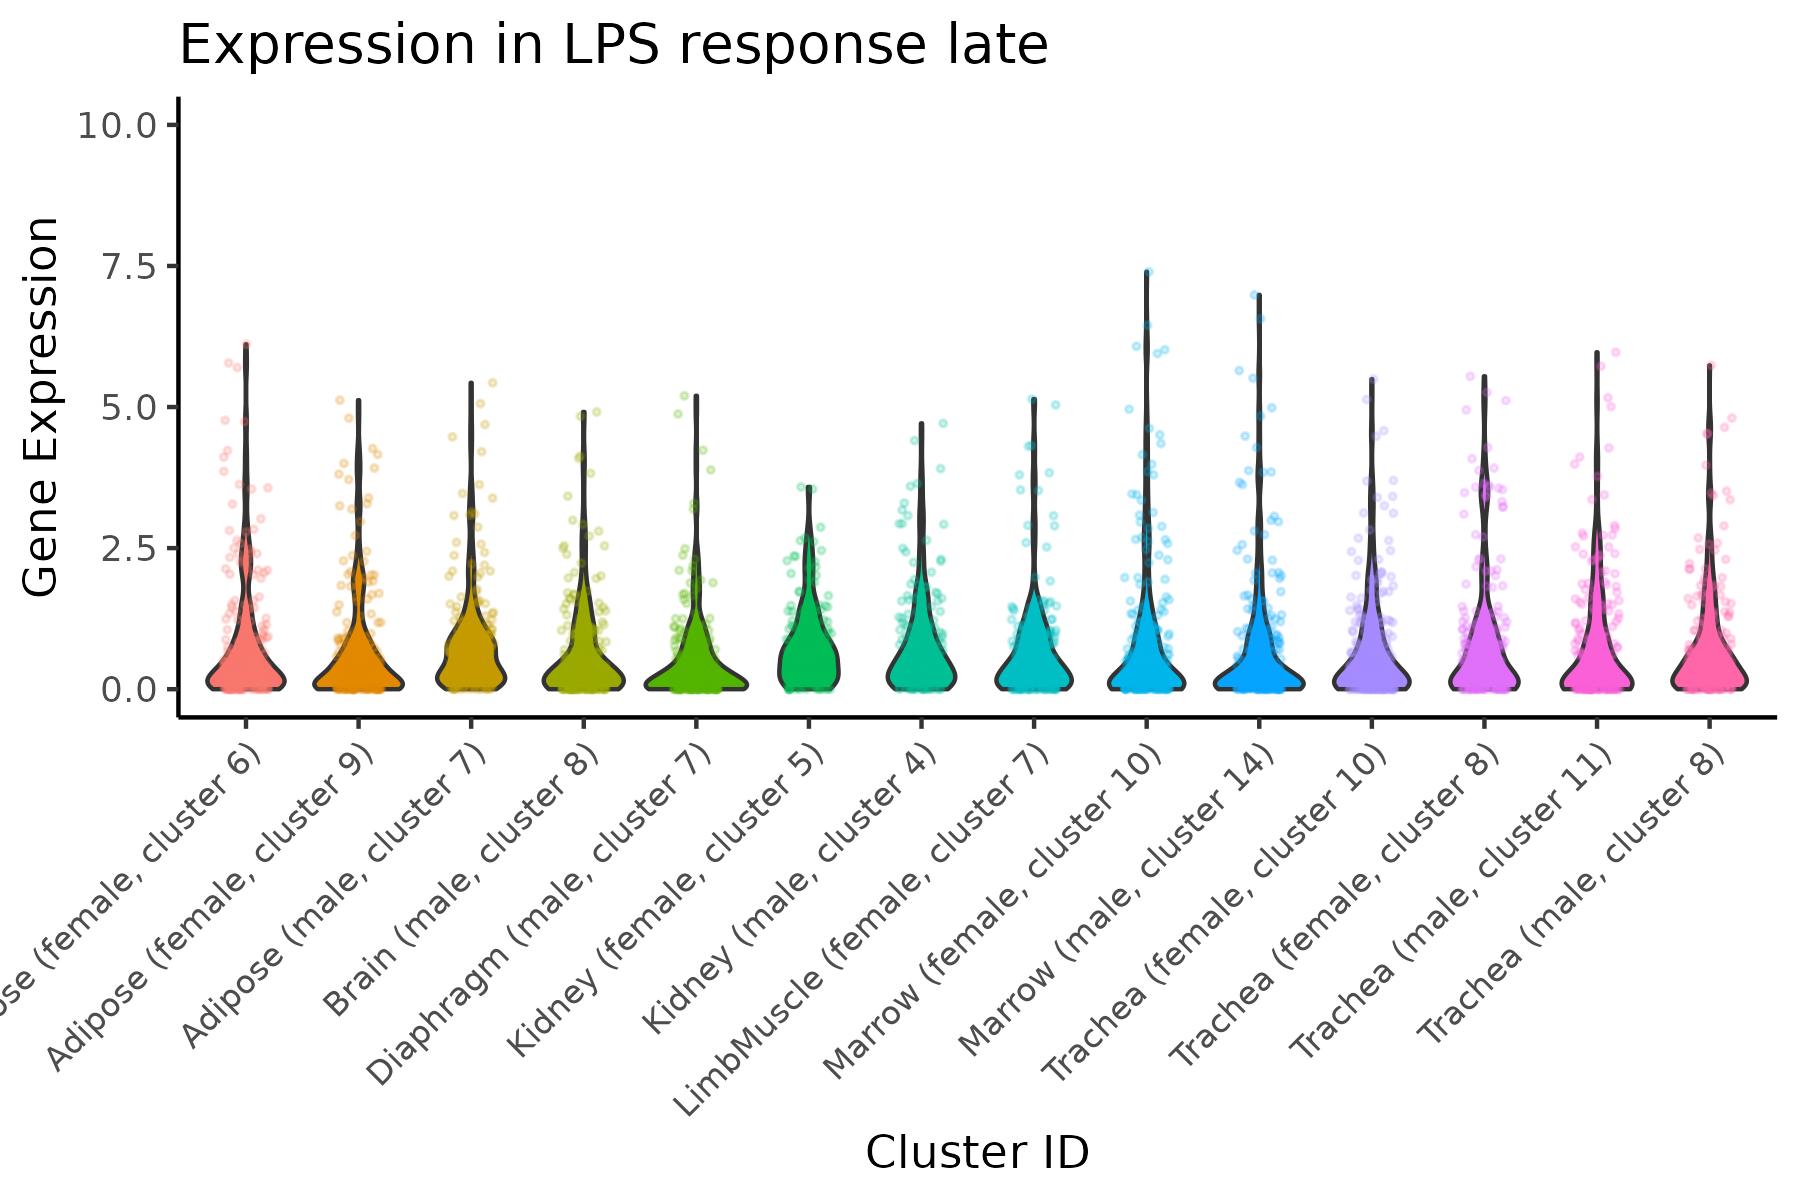 Expression in LPS response late
10.0
7.5
5.0
2.5
0.0
Gene Expression
(female, cluster 6)
Adipose (female, cluster 9)
Adipose (male, cluster 7)
Brain (male, cluster 8)
Diaphragm (male, cluster 7)
Kidney (female, cluster 5)
Kidney (male, cluster 4)
LimbMuscle (female, cluster 7)
Marrow (female, cluster 10)
Marrow (male, cluster 14)
Trachea (female, cluster 10)
Trachea (female, cluster 8)
Trachea (male, cluster 11)
Trachea (male, cluster 8)
Cluster ID